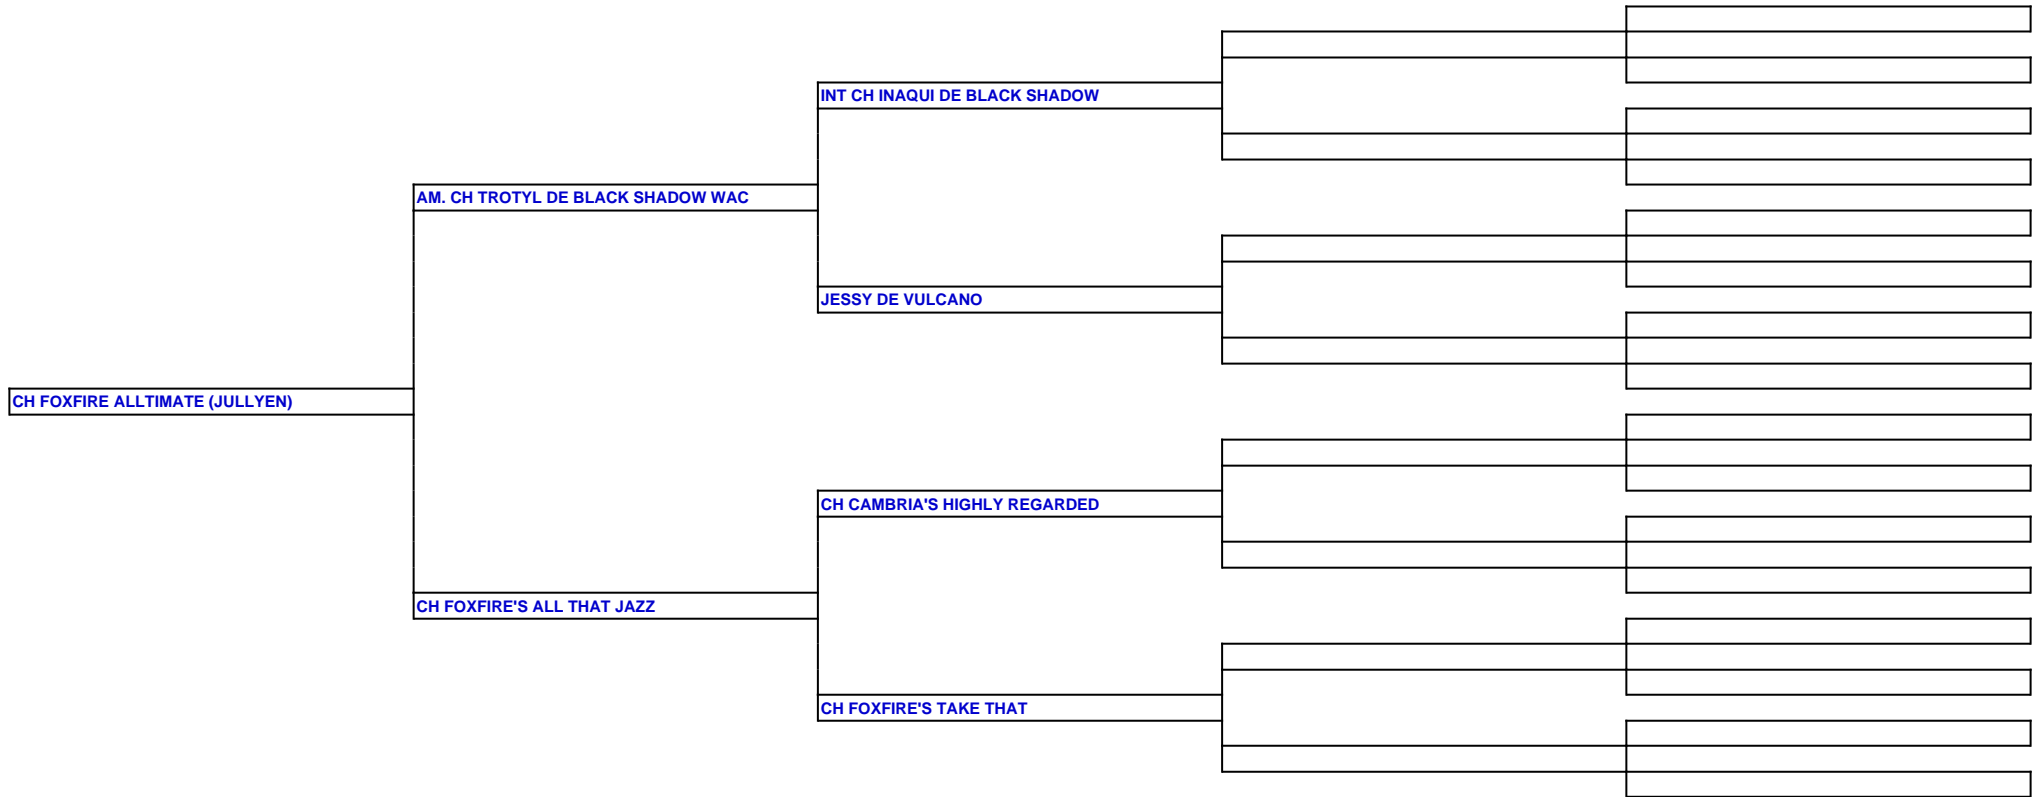 INT CH INAQUI DE BLACK SHADOW
AM. CH TROTYL DE BLACK SHADOW WAC
JESSY DE VULCANO
CH FOXFIRE ALLTIMATE (JULLYEN)
CH CAMBRIA'S HIGHLY REGARDED
CH FOXFIRE'S ALL THAT JAZZ
CH FOXFIRE'S TAKE THAT